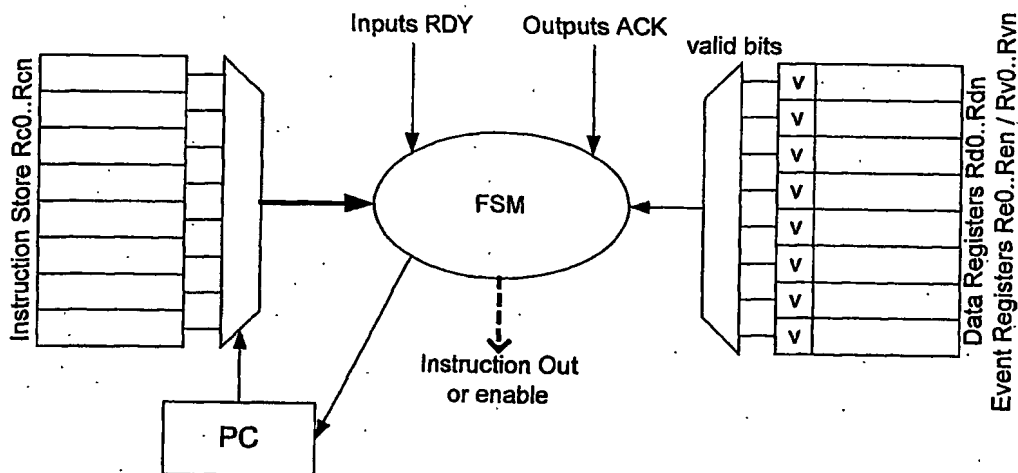 Inputs RDY
Outputs ACK
valid bits
Instruction Store Rc0..Rcn
FSM
V
V
V
V
V
V
V
V
Data Registers Rd0..Rdn
Event Registers Re0..Ren / Rv0..Rvn
Instruction Out
or enable
PC